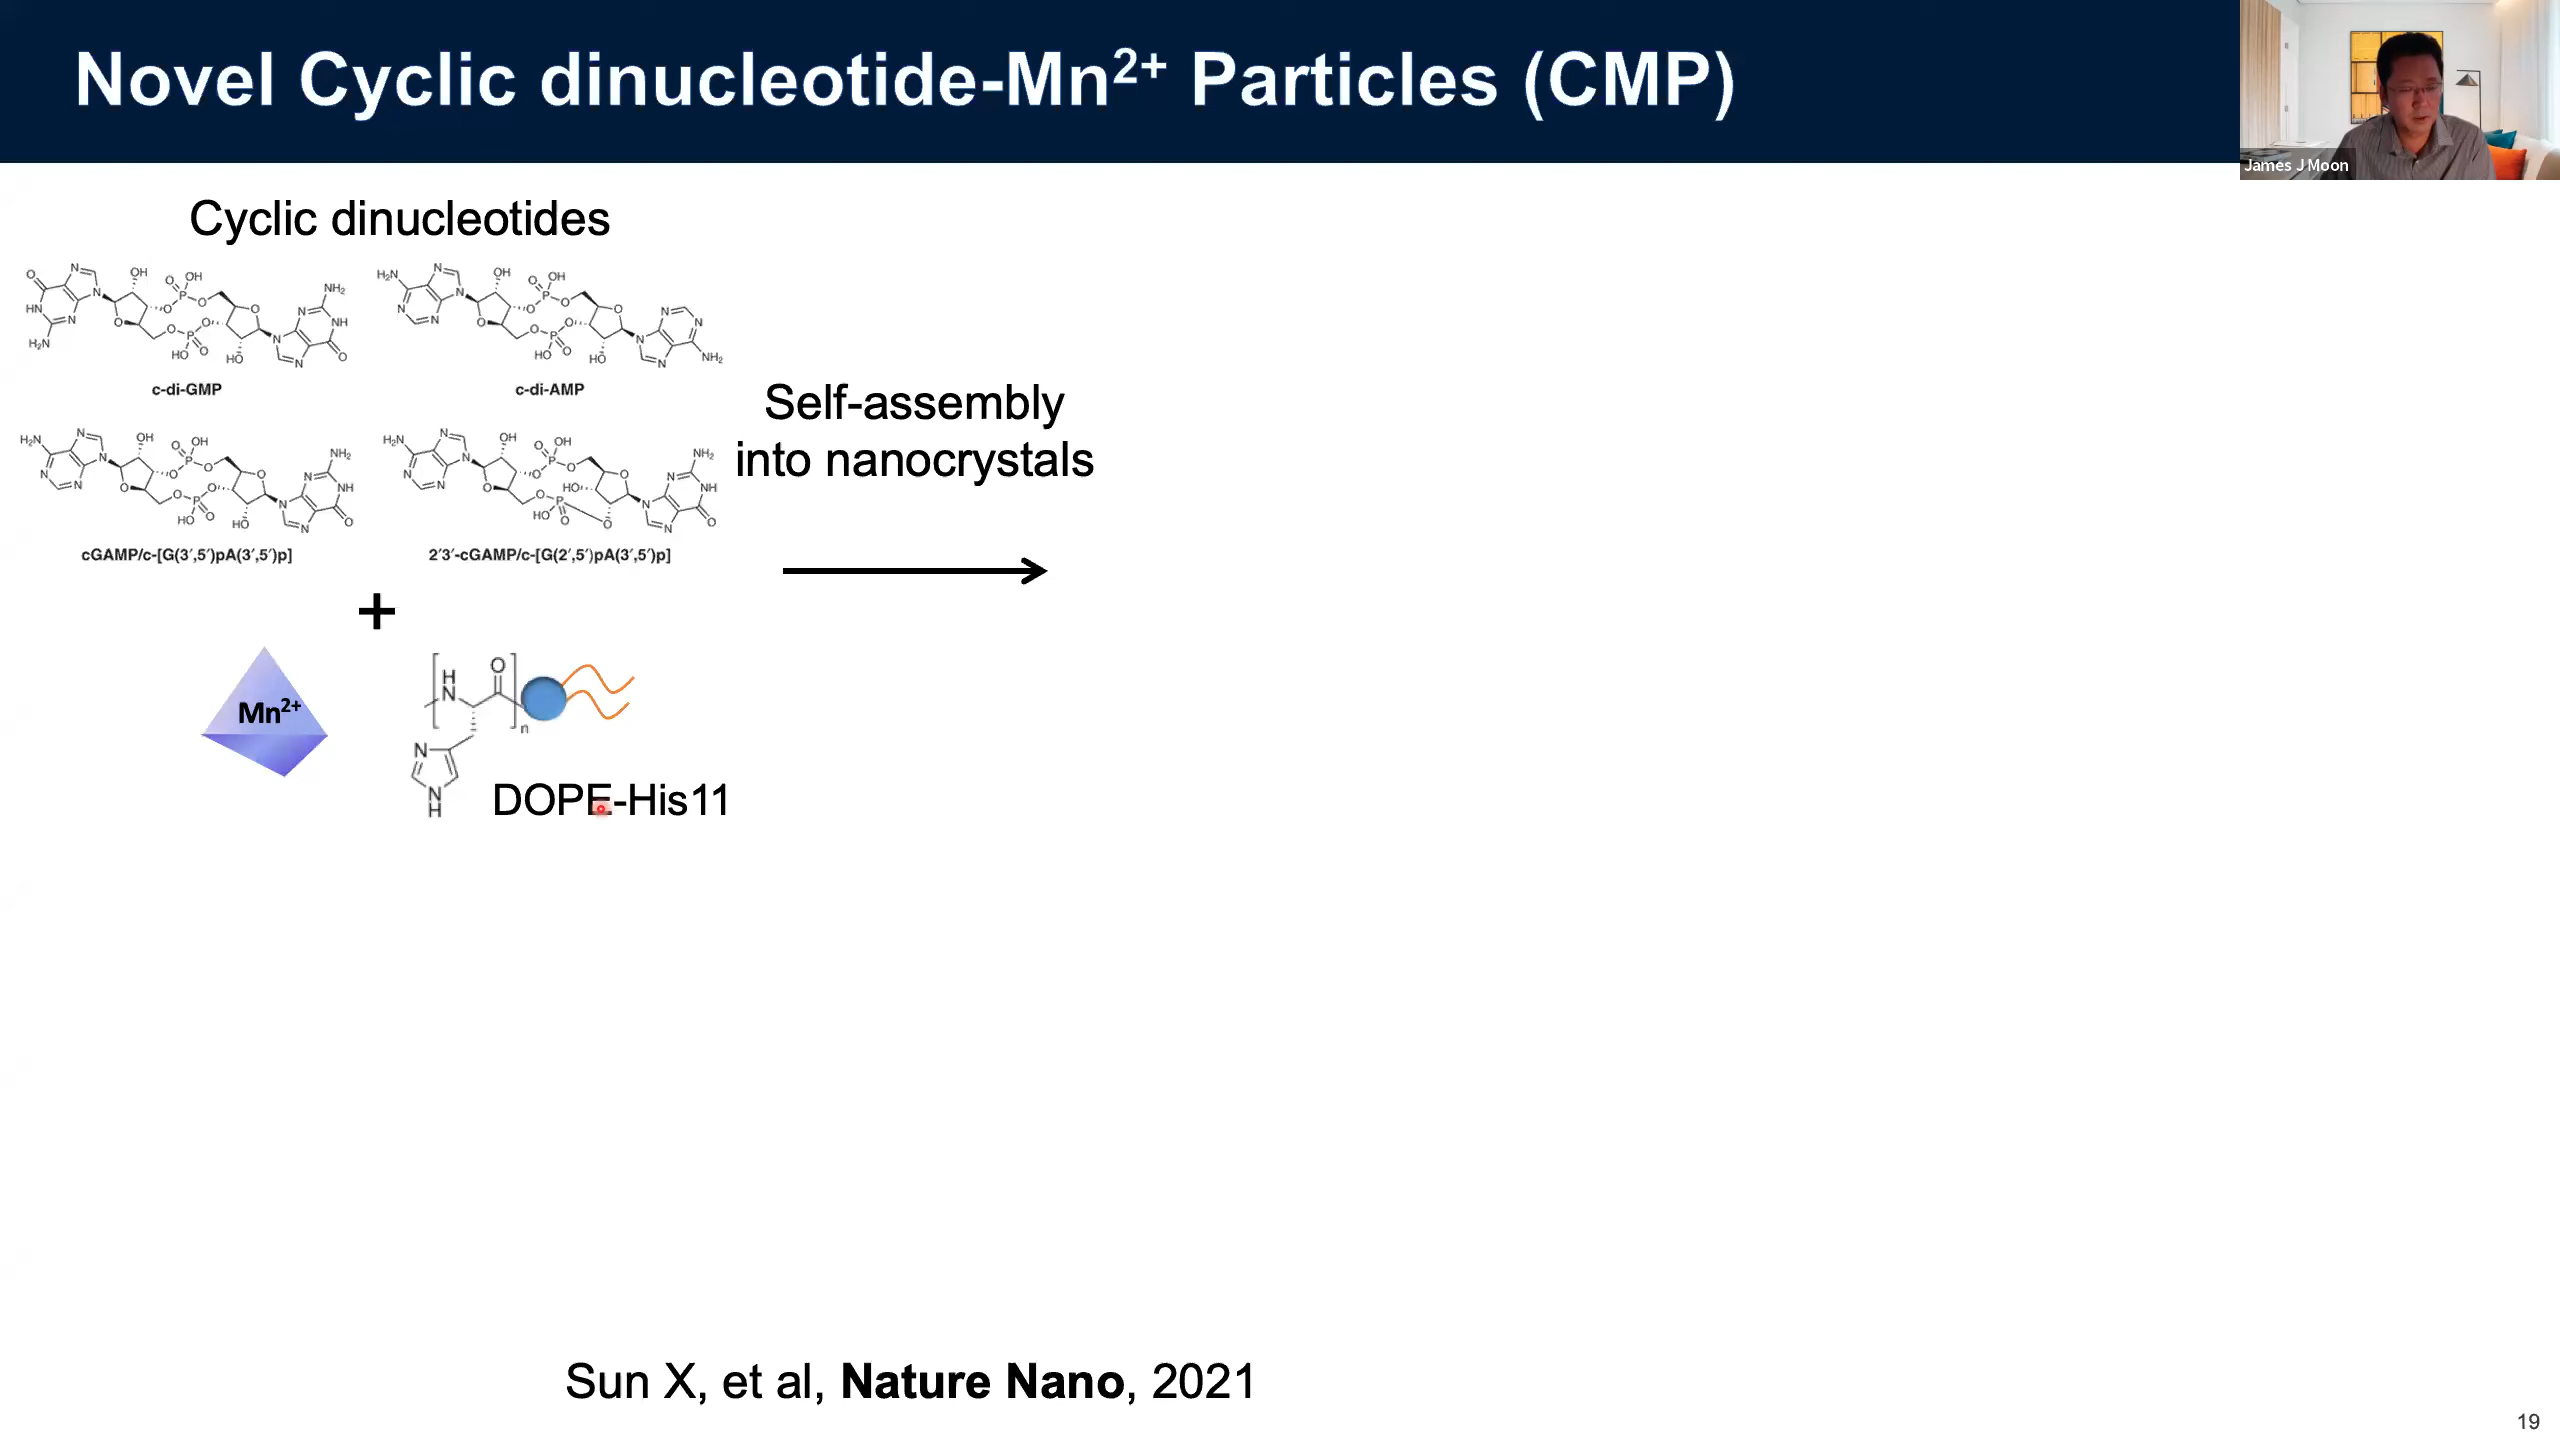 Novel Cyclic dinucleotide-Mn2+ Particles (CMP)
James J Moon
Cyclic dinucleotides
c-di-GMP
c-di-AMP
cGAMP/c-[G(3′,5′)pA(3′,5′)p]
2′3′-cGAMP/c-[G(2′,5′)pA(3′,5′)p]
+
Mn2+
DOPE-His11
Self-assembly
into nanocrystals
Sun X, et al, Nature Nano, 2021
19